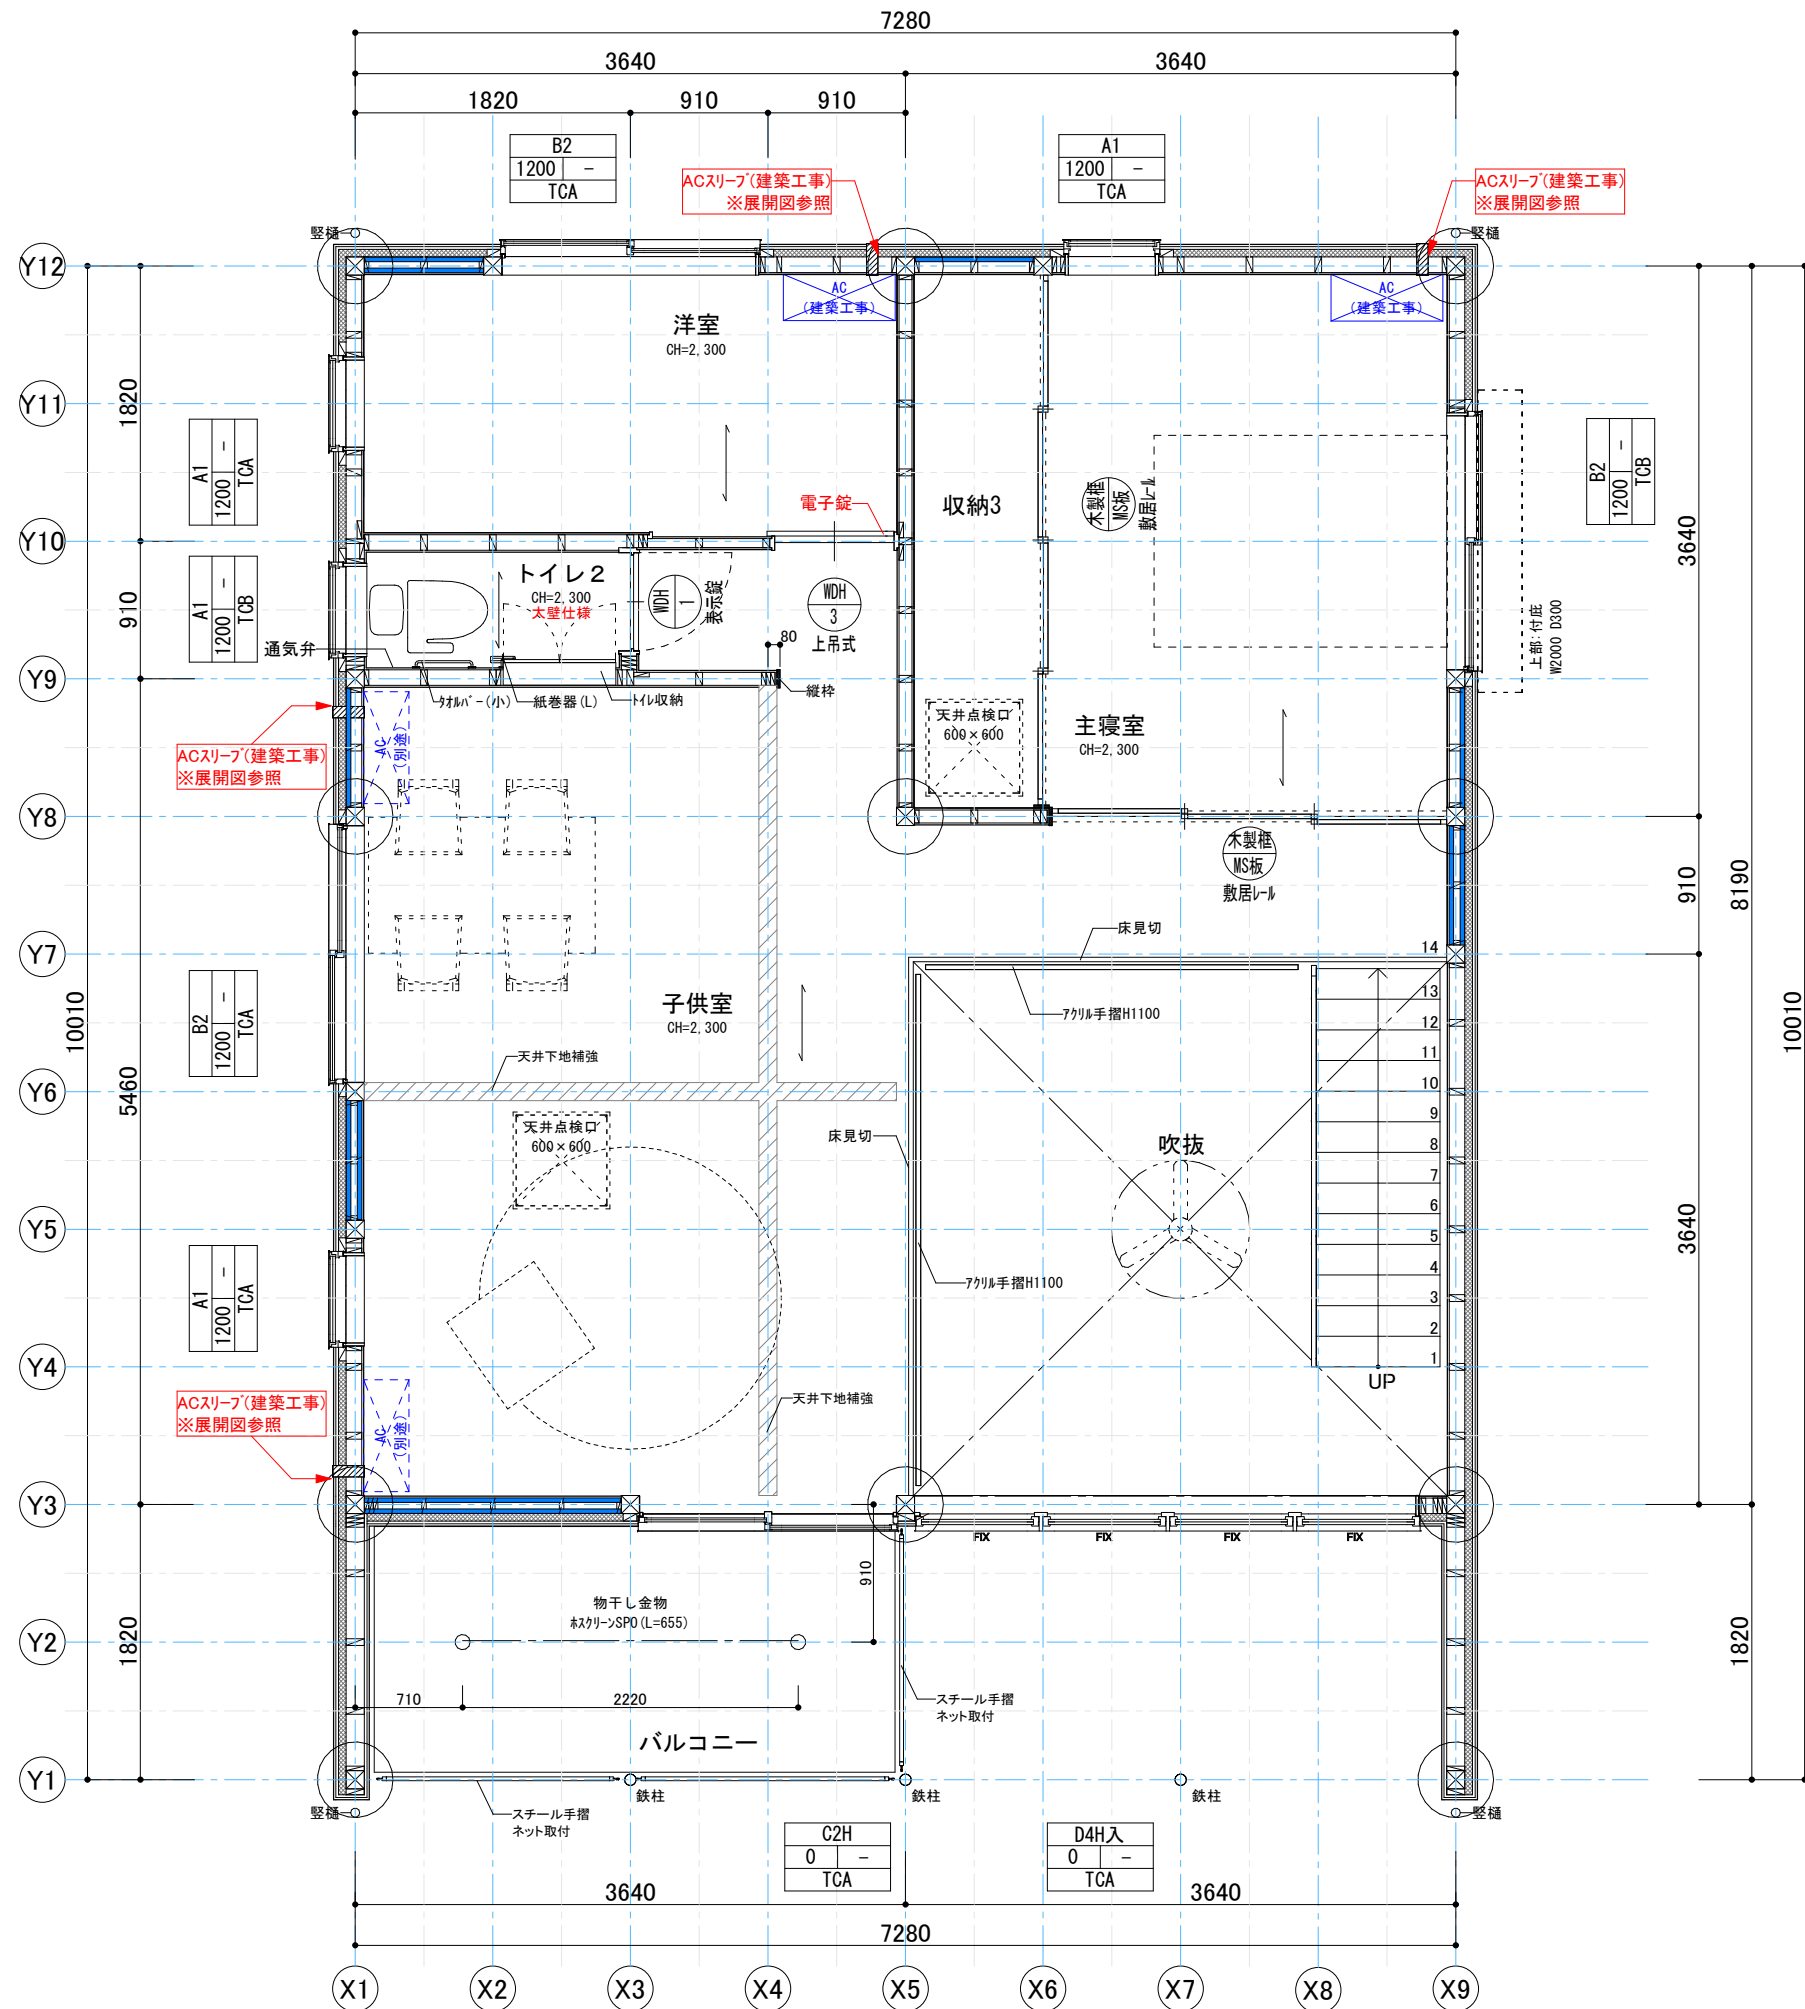 7280
3640
3640
1820
910
910
B2
1200
-
TCA
ACスリーブ(建築工事)
※展開図参照
A1
1200
-
TCA
ACスリーブ(建築工事)
※展開図参照
竪樋
竪樋
Y12
AC
(建築工事)
AC
(建築工事)
洋室
CH=2,300
Y11
1820
A1
1200
-
TCA
B2
1200
-
TCB
収納3
木製框
MS板
敷居レール
電子錠
3640
Y10
トイレ2
CH=2,300
太壁仕様
WDH
1
表示錠
WDH
3
上吊式
80
910
A1
1200
-
TCB
上部:付庇
W2000 D300
通気弁
Y9
タオルバー(小)
紙巻器(L)
トイレ収納
縦枠
ACスリーブ(建築工事)
※展開図参照
AC
(別途)
天井点検口
600×600
主寝室
CH=2,300
Y8
木製框
MS板
敷居レール
910
8190
床見切
14
Y7
子供室
CH=2,300
アクリル手摺H1100
13
12
11
10
9
8
7
6
5
4
3
2
1
UP
B2
1200
-
TCA
10010
10010
天井下地補強
Y6
5460
天井点検口
600×600
床見切
吹抜
Y5
3640
アクリル手摺H1100
A1
1200
-
TCA
Y4
天井下地補強
ACスリーブ(建築工事)
※展開図参照
AC
(別途)
Y3
FIX
FIX
FIX
FIX
910
物干し金物
ホスクリーンSPO(L=655)
Y2
1820
1820
710
2220
スチール手摺
ネット取付
バルコニー
Y1
鉄柱
鉄柱
鉄柱
竪樋
竪樋
スチール手摺
ネット取付
C2H
0
-
TCA
D4H入
0
-
TCA
3640
3640
7280
X1
X2
X3
X4
X5
X6
X7
X8
X9